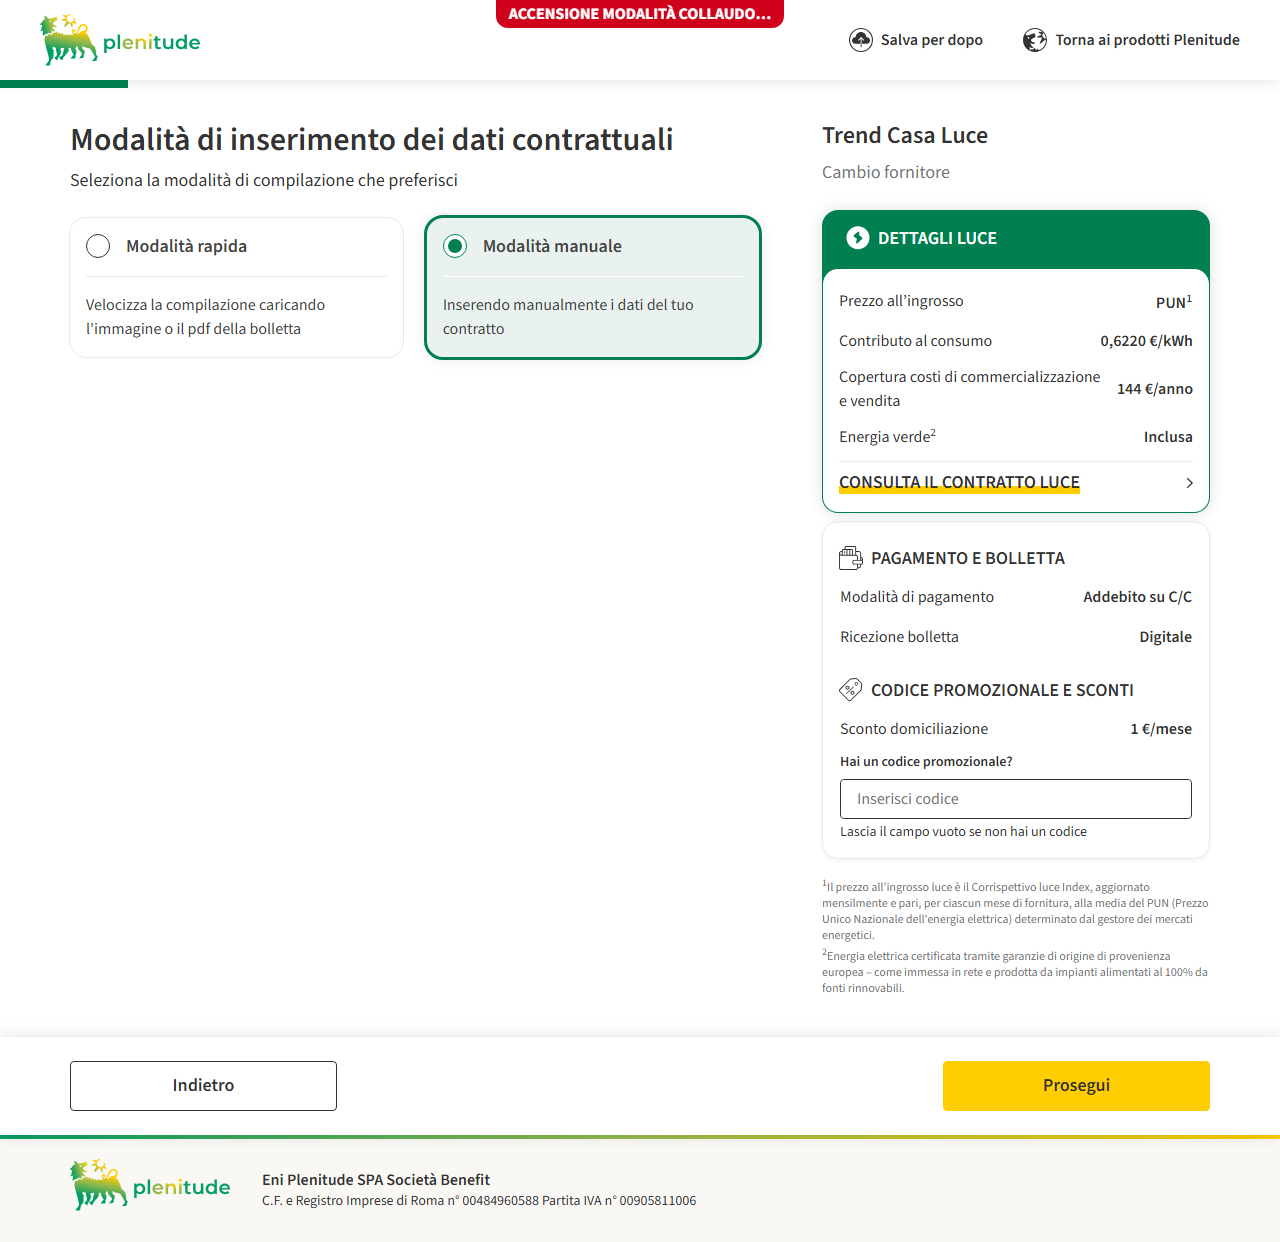 ACCENSIONE MODALITÀ COLLAUDO...
plenitude
Salva per dopo
Torna ai prodotti Plenitude
Modalità di inserimento dei dati contrattuali
Seleziona la modalità di compilazione che preferisci
Modalità rapida
Velocizza la compilazione caricando
l'immagine o il pdf della bolletta
Modalità manuale
Inserendo manualmente i dati del tuo
contratto
Trend Casa Luce
Cambio fornitore
DETTAGLI LUCE
Prezzo all’ingrosso PUN¹
Contributo al consumo 0,6220 €/kWh
Copertura costi di commercializzazione
e vendita 144 €/anno
Energia verde² Inclusa
CONSULTA IL CONTRATTO LUCE
PAGAMENTO E BOLLETTA
Modalità di pagamento Addebito su C/C
Ricezione bolletta Digitale
CODICE PROMOZIONALE E SCONTI
Sconto domiciliazione 1 €/mese
Hai un codice promozionale?
Inserisci codice
Lascia il campo vuoto se non hai un codice
¹Il prezzo all’ingrosso luce è il Corrispettivo luce Index, aggiornato
mensilmente e pari, per ciascun mese di fornitura, alla media del PUN (Prezzo
Unico Nazionale dell'energia elettrica) determinato dal gestore dei mercati
energetici.
²Energia elettrica certificata tramite garanzie di origine di provenienza
europea – come immessa in rete e prodotta da impianti alimentati al 100% da
fonti rinnovabili.
Indietro
Prosegui
plenitude
Eni Plenitude SPA Società Benefit
C.F. e Registro Imprese di Roma n° 00484960588 Partita IVA n° 00905811006